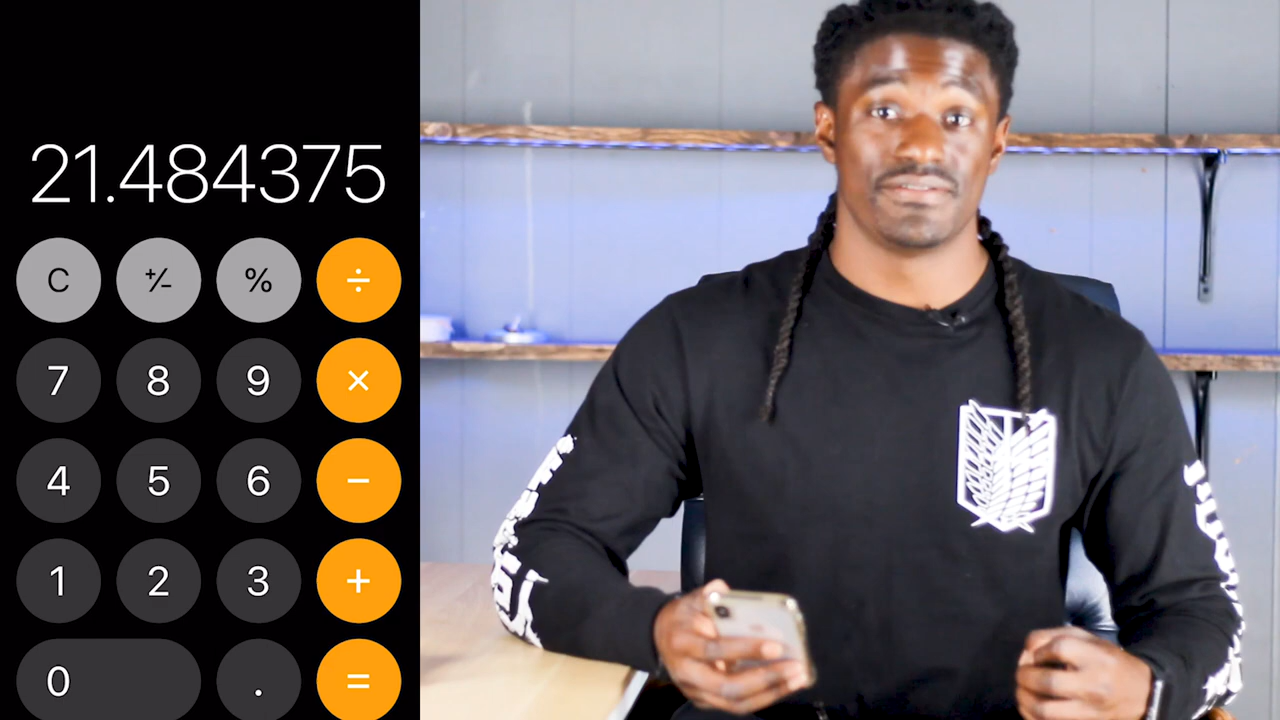 21.484375
C +/- % ÷
7 8 9 ×
4 5 6 −
1 2 3 +
0 . =